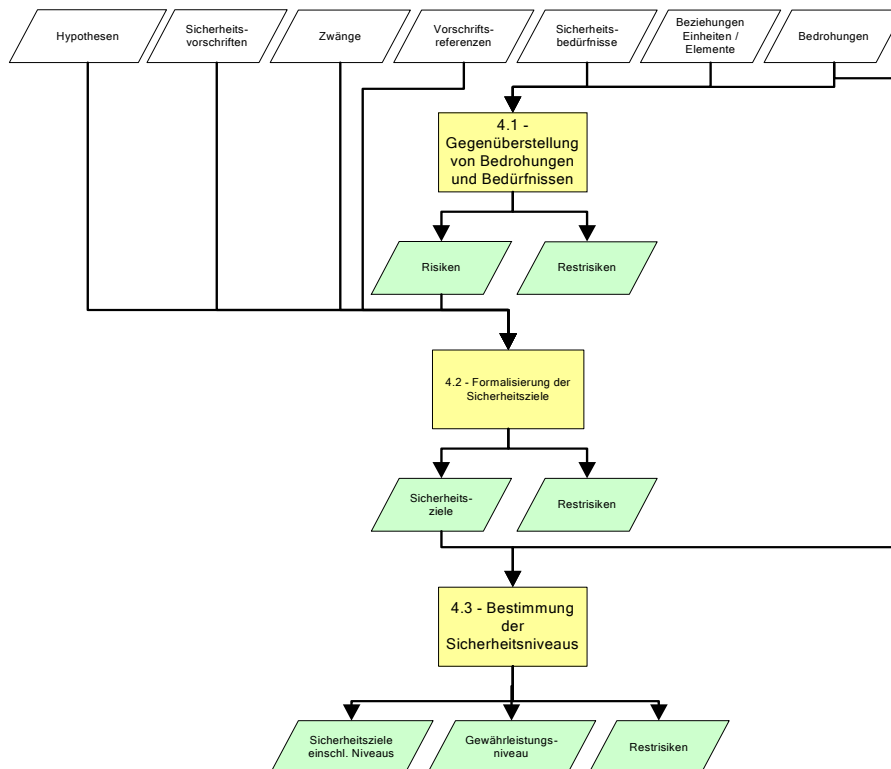 Hypothesen
Sicherheits-
vorschriften
Zwänge
Vorschrifts-
referenzen
Sicherheits-
bedürfnisse
Beziehungen
Einheiten /
Elemente
Bedrohungen
4.1 -
Gegenüberstellung
von Bedrohungen
und Bedürfnissen
Risiken
Restrisiken
4.2 - Formalisierung der
Sicherheitsziele
Sicherheits-
ziele
Restrisiken
4.3 - Bestimmung
der
Sicherheitsniveaus
Sicherheitsziele
einschl. Niveaus
Gewährleistungs-
niveau
Restrisiken